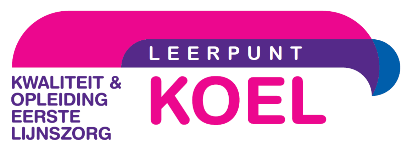 LEERPUNT
KOEL
KWALITEIT &
OPLEIDING
EERSTE
LIJNSZORG